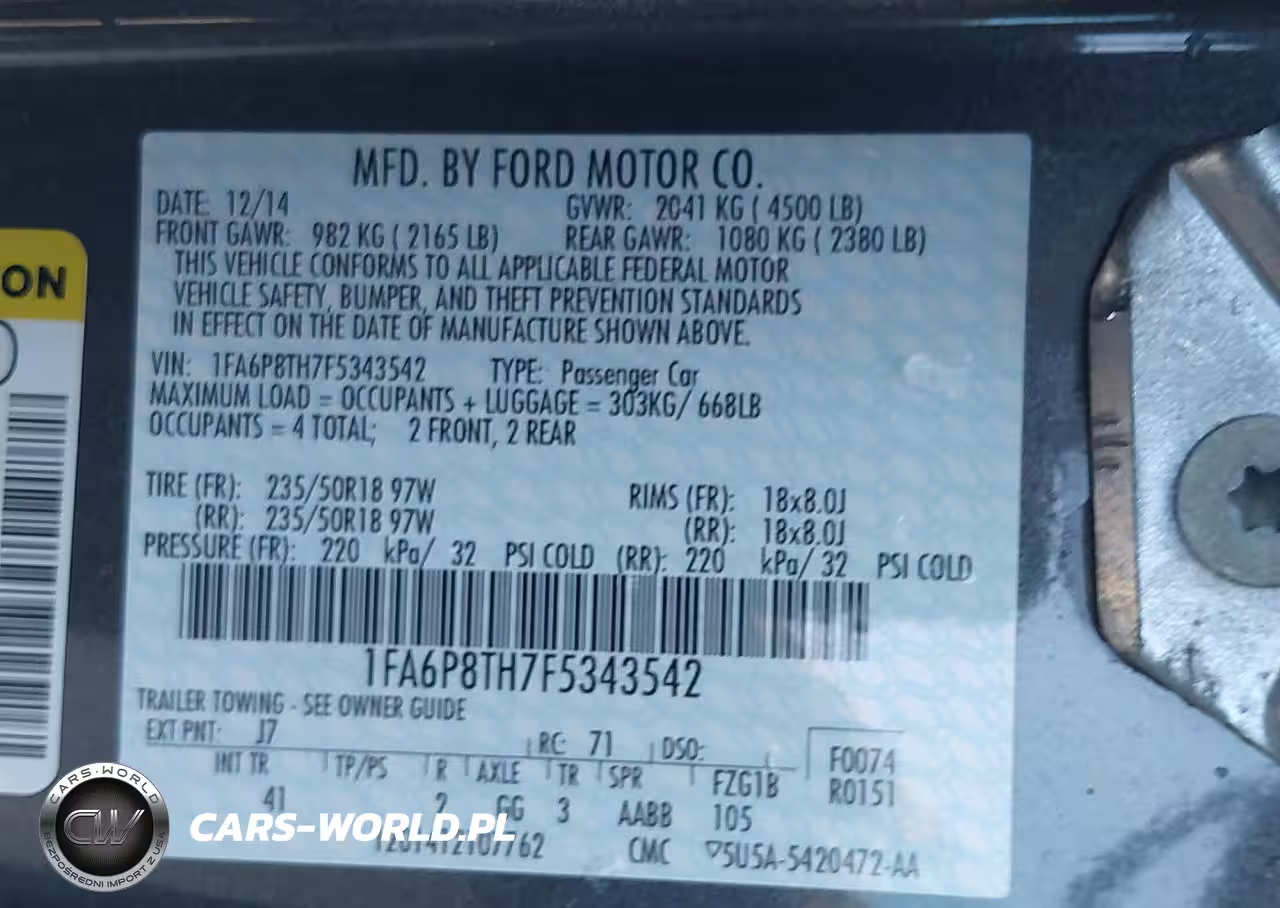 MFD. BY FORD MOTOR CO.
DATE: 12/14 GVWR: 2041 KG ( 4500 LB)
FRONT GAWR: 982 KG ( 2165 LB) REAR GAWR: 1080 KG ( 2380 LB)
THIS VEHICLE CONFORMS TO ALL APPLICABLE FEDERAL MOTOR
VEHICLE SAFETY, BUMPER, AND THEFT PREVENTION STANDARDS
IN EFFECT ON THE DATE OF MANUFACTURE SHOWN ABOVE.
VIN: 1FA6P8TH7F5343542 TYPE: Passenger Car
MAXIMUM LOAD = OCCUPANTS + LUGGAGE = 303KG/ 668LB
OCCUPANTS = 4 TOTAL; 2 FRONT, 2 REAR
TIRE (FR): 235/50R18 97W RIMS (FR): 18x8.0J
(RR): 235/50R18 97W (RR): 18x8.0J
PRESSURE (FR): 220 kPa/ 32 PSI COLD (RR): 220 kPa/ 32 PSI COLD
1FA6P8TH7F5343542
TRAILER TOWING - SEE OWNER GUIDE
EXT PNT: J7 RC: 71 DSO: F0074
INT TR TP/PS R AXLE TR SPR FZG1B R0151
41 2 GG 3 AABB 105
CMC 5U5A-5420472-AA
ON
CARS-WORLD
CW
BEZPOŚREDNI IMPORT Z USA
CARS-WORLD.PL